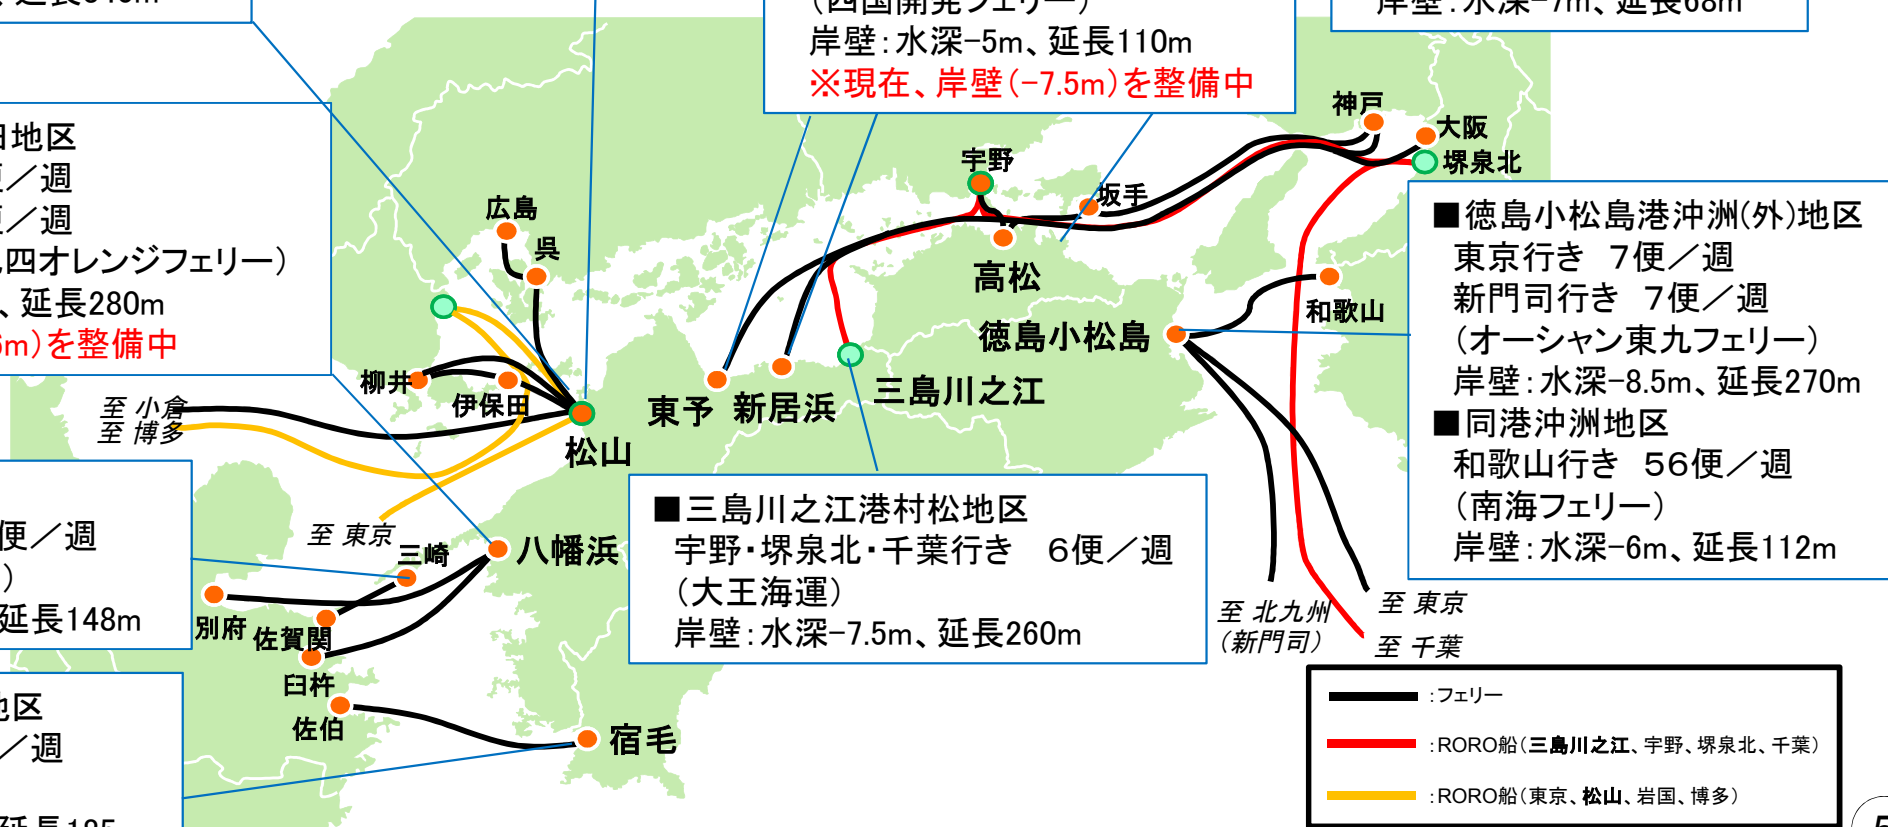 (四国開発フェリー)
岸壁:水深-5m、延長110m
※現在、岸壁(-7.5m)を整備中
岸壁:水深-7m、延長68m
地区
便/週
便/週
四オレンジフェリー)
、延長280m
m)を整備中
便/週
)
延長148m
地区
/週
■三島川之江港村松地区
宇野・堺泉北・千葉行き 6便/週
(大王海運)
岸壁:水深-7.5m、延長260m
■徳島小松島港沖洲(外)地区
東京行き 7便/週
新門司行き 7便/週
(オーシャン東九フェリー)
岸壁:水深-8.5m、延長270m
■同港沖洲地区
和歌山行き 56便/週
(南海フェリー)
岸壁:水深-6m、延長112m
神戸
大阪
堺泉北
宇野
坂手
広島
呉
高松
和歌山
徳島小松島
柳井
伊保田
東予
新居浜
三島川之江
至 小倉
至 博多
松山
至 東京
三崎
八幡浜
別府
佐賀関
臼杵
佐伯
宿毛
至 北九州
(新門司)
至 東京
至 千葉
:フェリー
:RORO船(三島川之江、宇野、堺泉北、千葉)
:RORO船(東京、松山、岩国、博多)